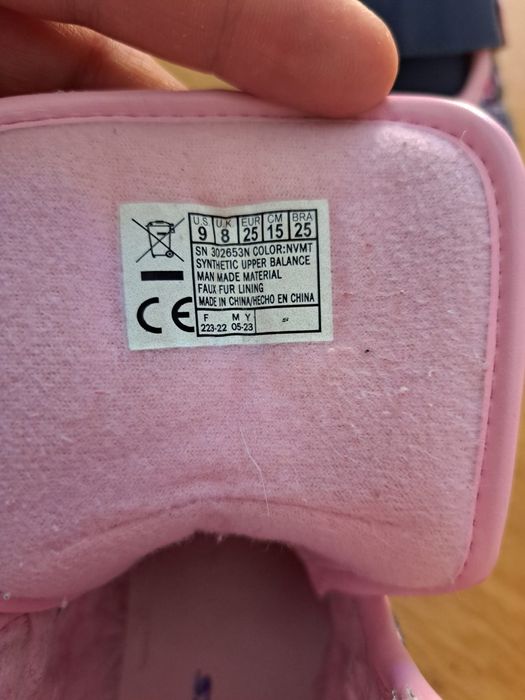 U.S. U.K. EUR CM BRA
9 8 25 15 25
SN 302653N COLOR:NVMT
SYNTHETIC UPPER BALANCE
MAN MADE MATERIAL
FAUX FUR LINING
MADE IN CHINA/HECHO EN CHINA
F M Y
223-22 05-23
CE